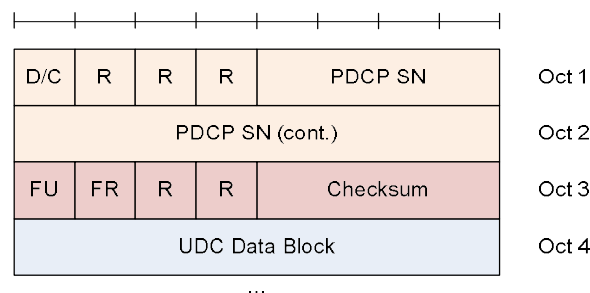 D/C R R R PDCP SN Oct 1
PDCP SN (cont.) Oct 2
FU FR R R Checksum Oct 3
UDC Data Block Oct 4
...